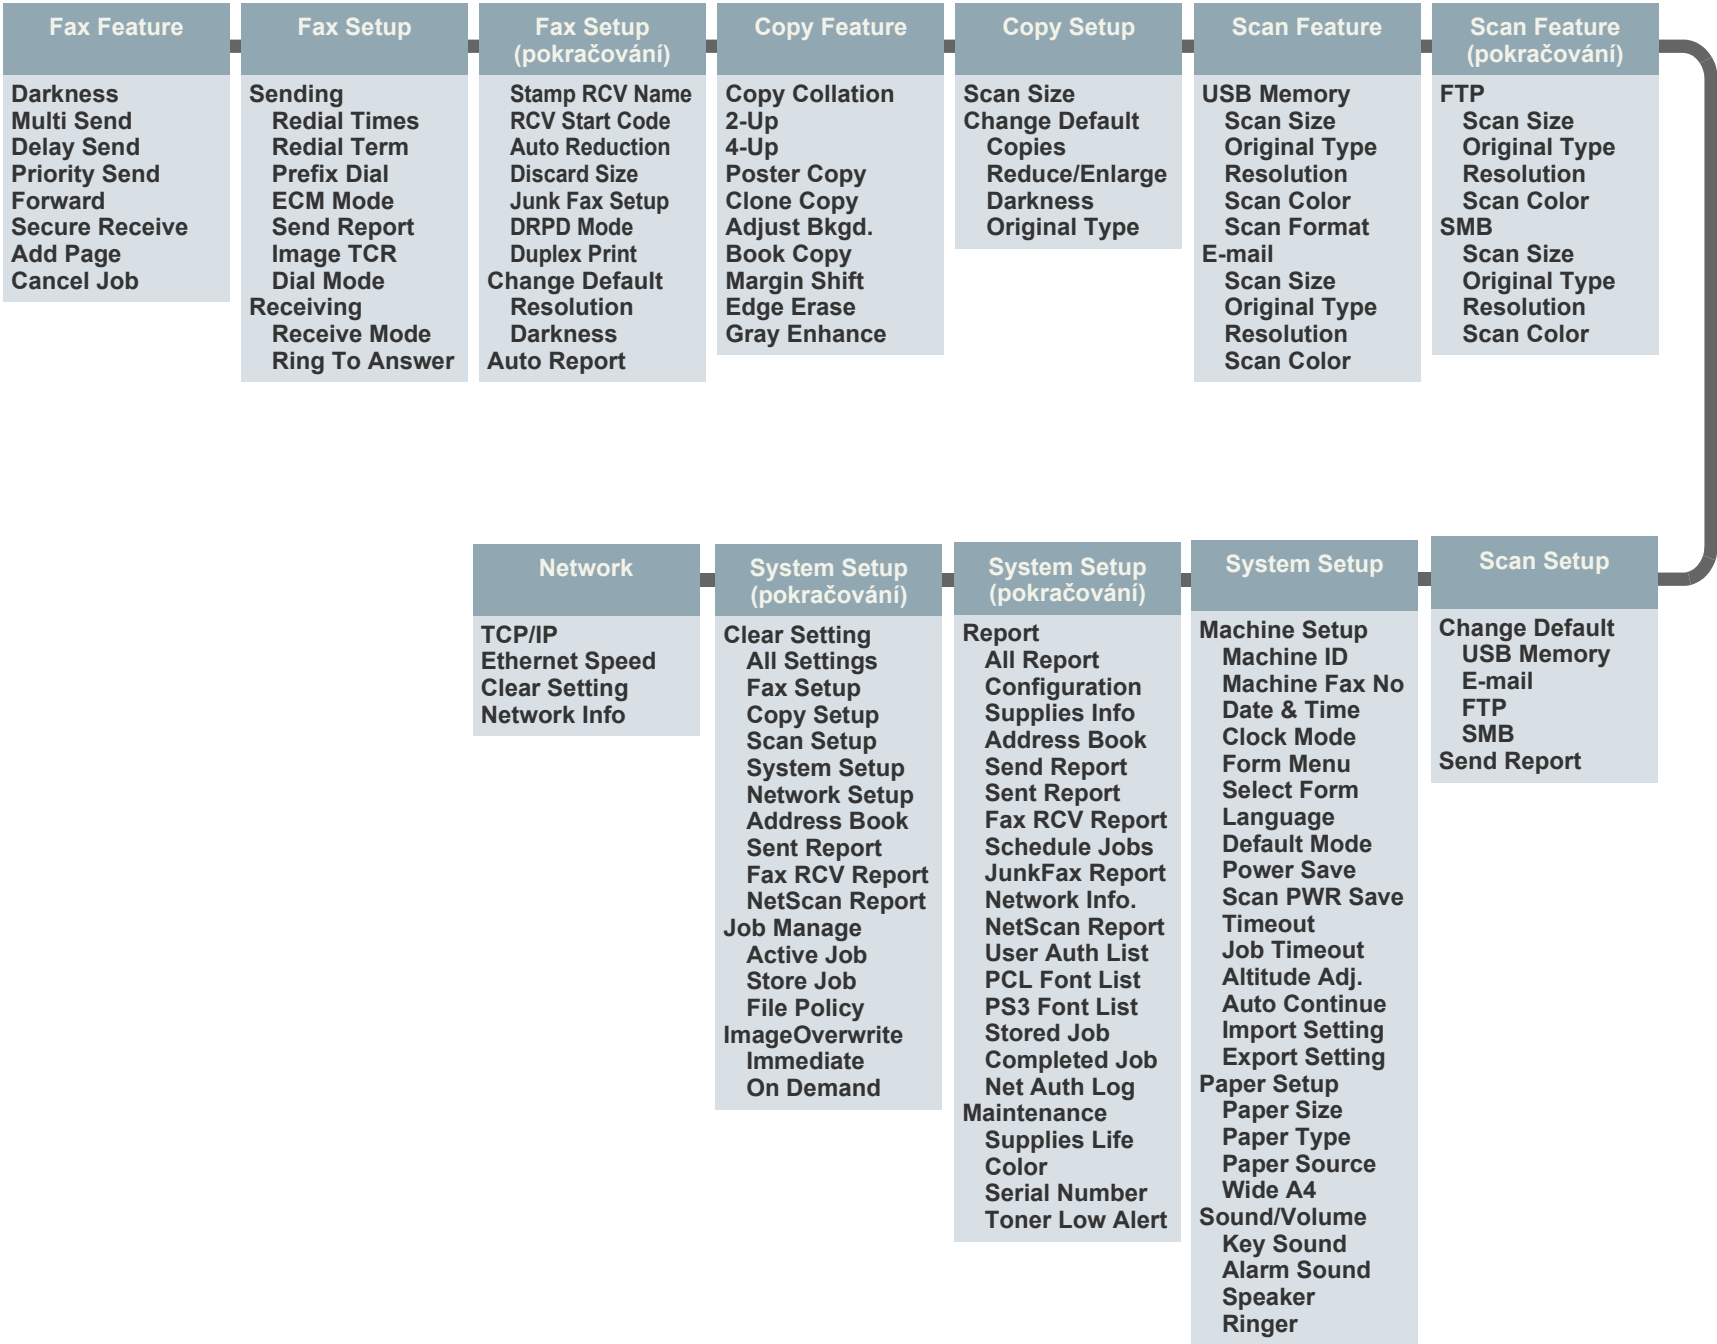 Fax Feature
Darkness
Multi Send
Delay Send
Priority Send
Forward
Secure Receive
Add Page
Cancel Job
Fax Setup
Sending
Redial Times
Redial Term
Prefix Dial
ECM Mode
Send Report
Image TCR
Dial Mode
Receiving
Receive Mode
Ring To Answer
Fax Setup
(pokračování)
Stamp RCV Name
RCV Start Code
Auto Reduction
Discard Size
Junk Fax Setup
DRPD Mode
Duplex Print
Change Default
Resolution
Darkness
Auto Report
Copy Feature
Copy Collation
2-Up
4-Up
Poster Copy
Clone Copy
Adjust Bkgd.
Book Copy
Margin Shift
Edge Erase
Gray Enhance
Copy Setup
Scan Size
Change Default
Copies
Reduce/Enlarge
Darkness
Original Type
Scan Feature
USB Memory
Scan Size
Original Type
Resolution
Scan Color
Scan Format
E-mail
Scan Size
Original Type
Resolution
Scan Color
Scan Feature
(pokračování)
FTP
Scan Size
Original Type
Resolution
Scan Color
SMB
Scan Size
Original Type
Resolution
Scan Color
Network
TCP/IP
Ethernet Speed
Clear Setting
Network Info
System Setup
(pokračování)
Clear Setting
All Settings
Fax Setup
Copy Setup
Scan Setup
System Setup
Network Setup
Address Book
Sent Report
Fax RCV Report
NetScan Report
Job Manage
Active Job
Store Job
File Policy
ImageOverwrite
Immediate
On Demand
System Setup
(pokračování)
Report
All Report
Configuration
Supplies Info
Address Book
Send Report
Sent Report
Fax RCV Report
Schedule Jobs
JunkFax Report
Network Info.
NetScan Report
User Auth List
PCL Font List
PS3 Font List
Stored Job
Completed Job
Net Auth Log
Maintenance
Supplies Life
Color
Serial Number
Toner Low Alert
System Setup
Machine Setup
Machine ID
Machine Fax No
Date & Time
Clock Mode
Form Menu
Select Form
Language
Default Mode
Power Save
Scan PWR Save
Timeout
Job Timeout
Altitude Adj.
Auto Continue
Import Setting
Export Setting
Paper Setup
Paper Size
Paper Type
Paper Source
Wide A4
Sound/Volume
Key Sound
Alarm Sound
Speaker
Ringer
Scan Setup
Change Default
USB Memory
E-mail
FTP
SMB
Send Report